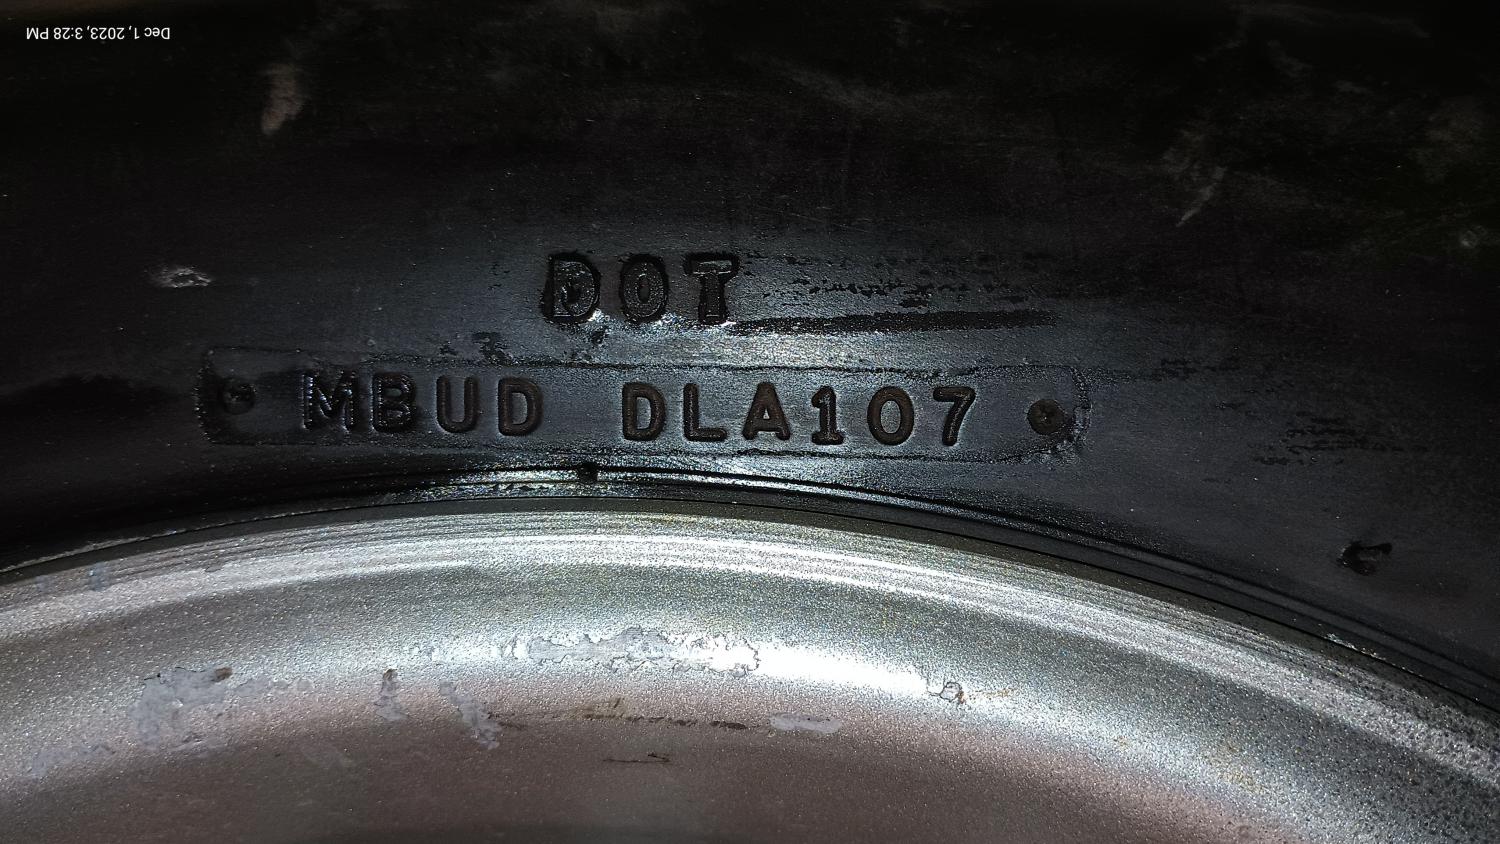 Dec 1, 2023, 3:28 PM
DOT
MBUD DLA107